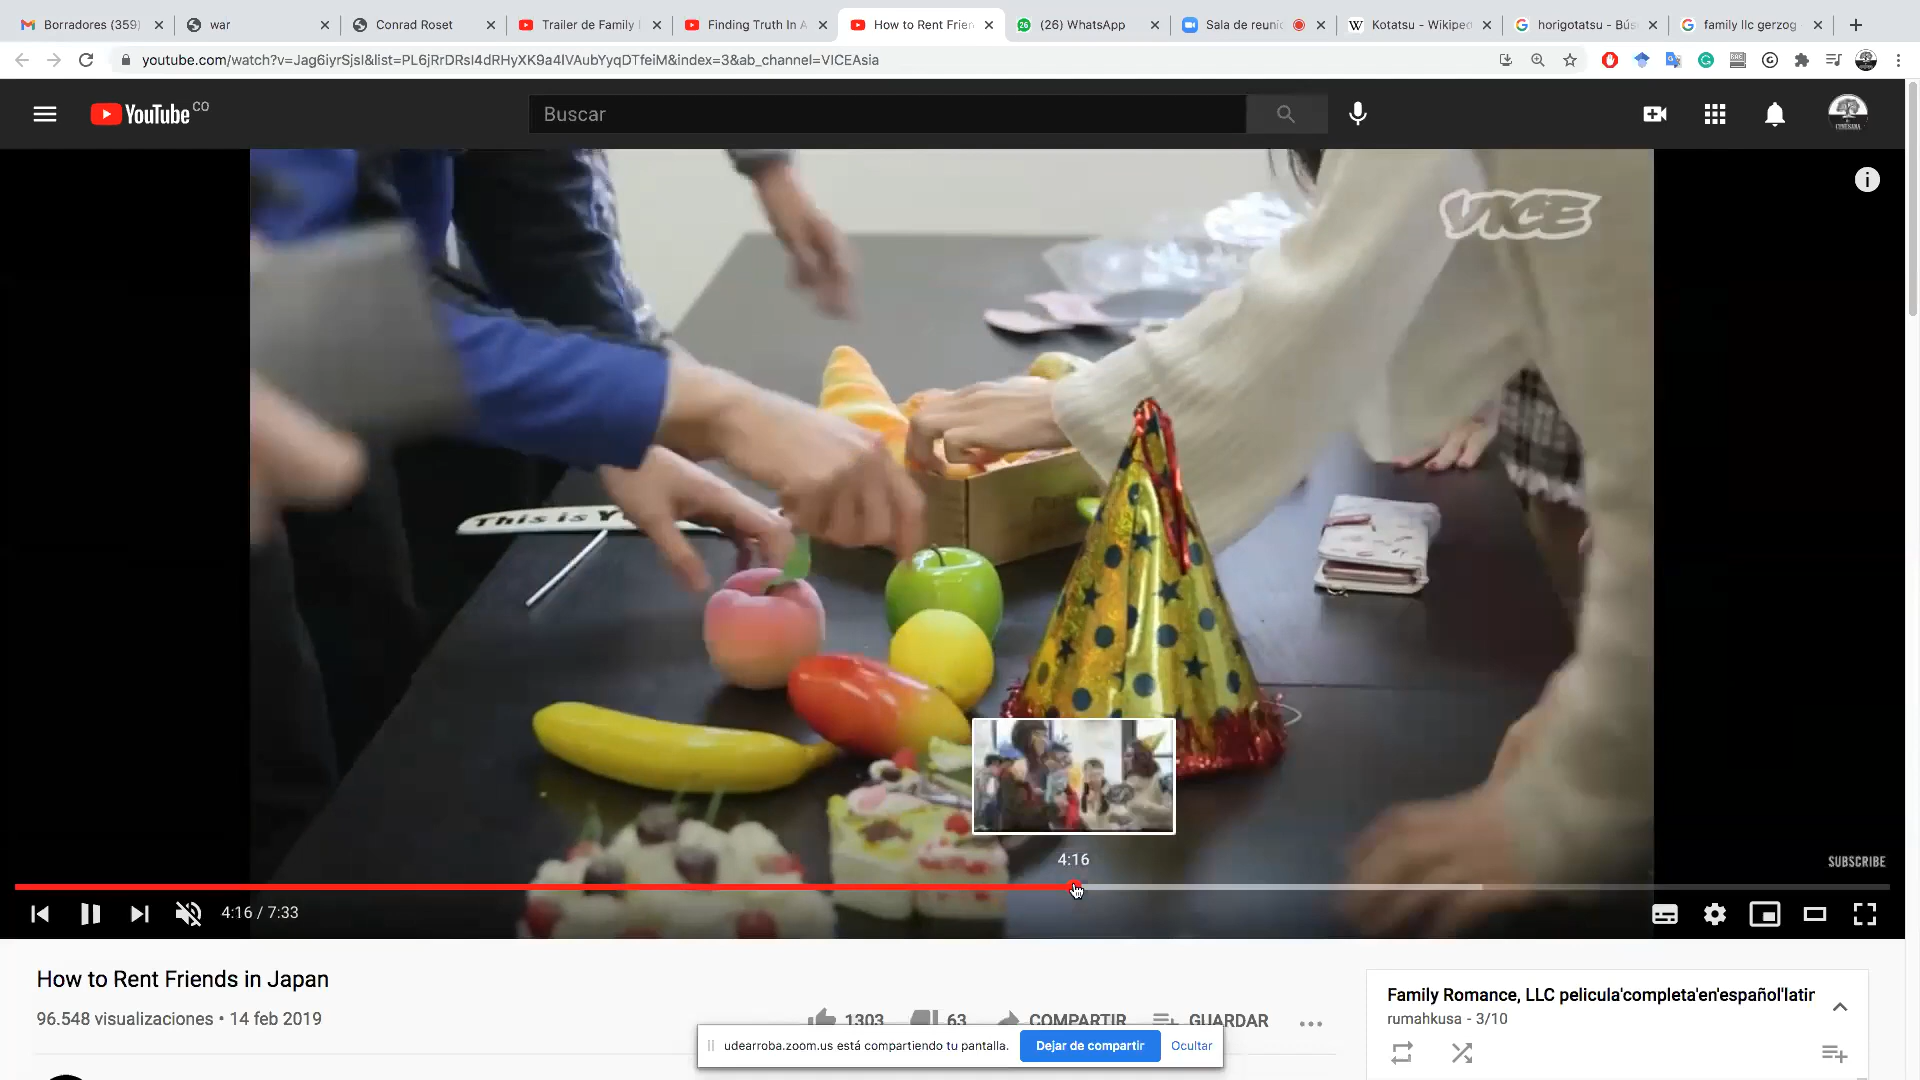 Borradores (359)
war
Conrad Roset
Trailer de Family
Finding Truth In A
How to Rent Frien
(26) WhatsApp
Sala de reunio
Kotatsu - Wikiped
horigotatsu - Bús
family llc gerzog
youtube.com/watch?v=Jag6iyrSjsI&list=PL6jRrDRsI4dRHyXK9a4IVAubYyqDTfeiM&index=3&ab_channel=VICEAsia
YouTube CO
Buscar
VICE
This is Y
4:16
SUBSCRIBE
4:16 / 7:33
How to Rent Friends in Japan
96.548 visualizaciones • 14 feb 2019
1303
63
COMPARTIR
GUARDAR
Family Romance, LLC pelicula'completa'en'español'latir
rumahkusa - 3/10
udearroba.zoom.us está compartiendo tu pantalla.
Dejar de compartir
Ocultar